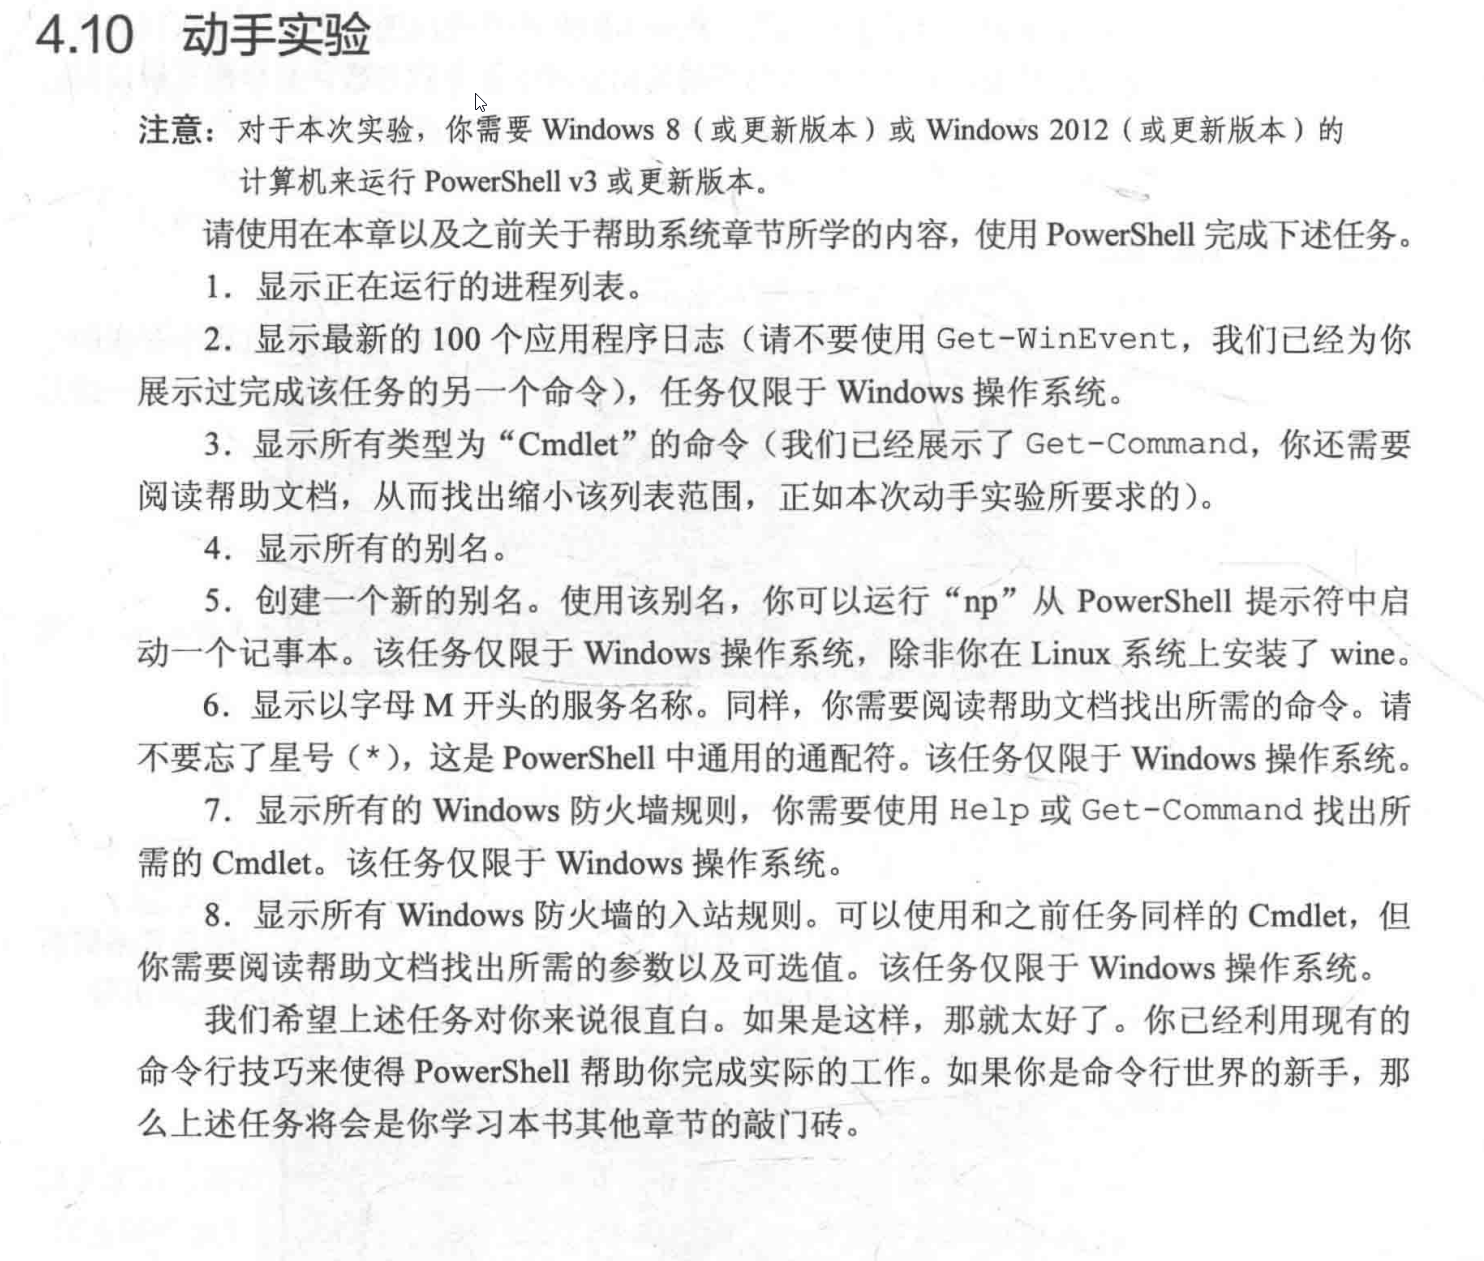 4.10 动手实验
注意：对于本次实验，你需要 Windows 8（或更新版本）或 Windows 2012（或更新版本）的
计算机来运行 PowerShell v3 或更新版本。
请使用在本章以及之前关于帮助系统章节所学的内容，使用 PowerShell 完成下述任务。
1．显示正在运行的进程列表。
2．显示最新的 100 个应用程序日志（请不要使用 Get-WinEvent，我们已经为你
展示过完成该任务的另一个命令），任务仅限于 Windows 操作系统。
3．显示所有类型为“Cmdlet”的命令（我们已经展示了 Get-Command，你还需要
阅读帮助文档，从而找出缩小该列表范围，正如本次动手实验所要求的）。
4．显示所有的别名。
5．创建一个新的别名。使用该别名，你可以运行“np”从 PowerShell 提示符中启
动一个记事本。该任务仅限于 Windows 操作系统，除非你在 Linux 系统上安装了 wine。
6．显示以字母 M 开头的服务名称。同样，你需要阅读帮助文档找出所需的命令。请
不要忘了星号（*），这是 PowerShell 中通用的通配符。该任务仅限于 Windows 操作系统。
7．显示所有的 Windows 防火墙规则，你需要使用 Help 或 Get-Command 找出所
需的 Cmdlet。该任务仅限于 Windows 操作系统。
8．显示所有 Windows 防火墙的入站规则。可以使用和之前任务同样的 Cmdlet，但
你需要阅读帮助文档找出所需的参数以及可选值。该任务仅限于 Windows 操作系统。
我们希望上述任务对你来说很直白。如果是这样，那就太好了。你已经利用现有的
命令行技巧来使得 PowerShell 帮助你完成实际的工作。如果你是命令行世界的新手，那
么上述任务将会是你学习本书其他章节的敲门砖。